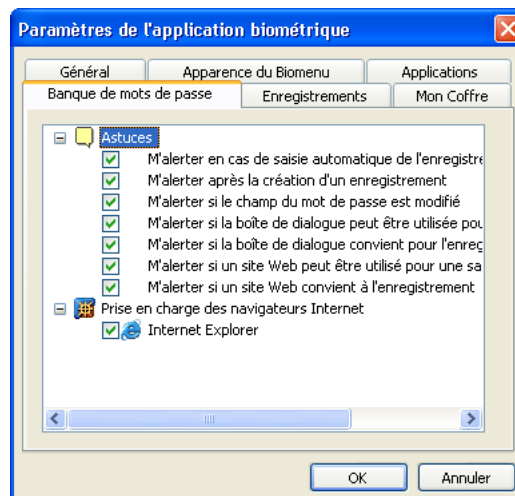 Paramètres de l'application biométrique
Général Apparence du Biomenu Applications
Banque de mots de passe Enregistrements Mon Coffre
Astuces
M'alerter en cas de saisie automatique de l'enregistre
M'alerter après la création d'un enregistrement
M'alerter si le champ du mot de passe est modifié
M'alerter si la boîte de dialogue peut être utilisée pou
M'alerter si la boîte de dialogue convient pour l'enreg
M'alerter si un site Web peut être utilisé pour une sa
M'alerter si un site Web convient à l'enregistrement
Prise en charge des navigateurs Internet
Internet Explorer
OK Annuler